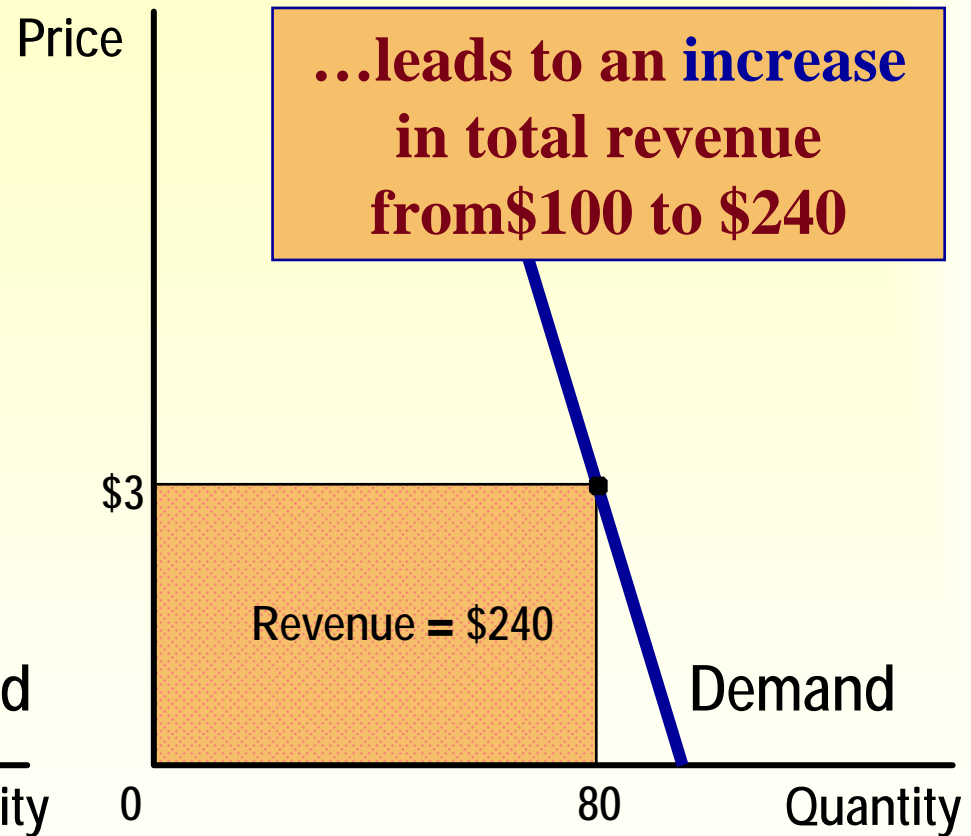 Price
…leads to an increase
in total revenue
from$100 to $240
$3
Revenue = $240
d
Demand
ity
0
80
Quantity